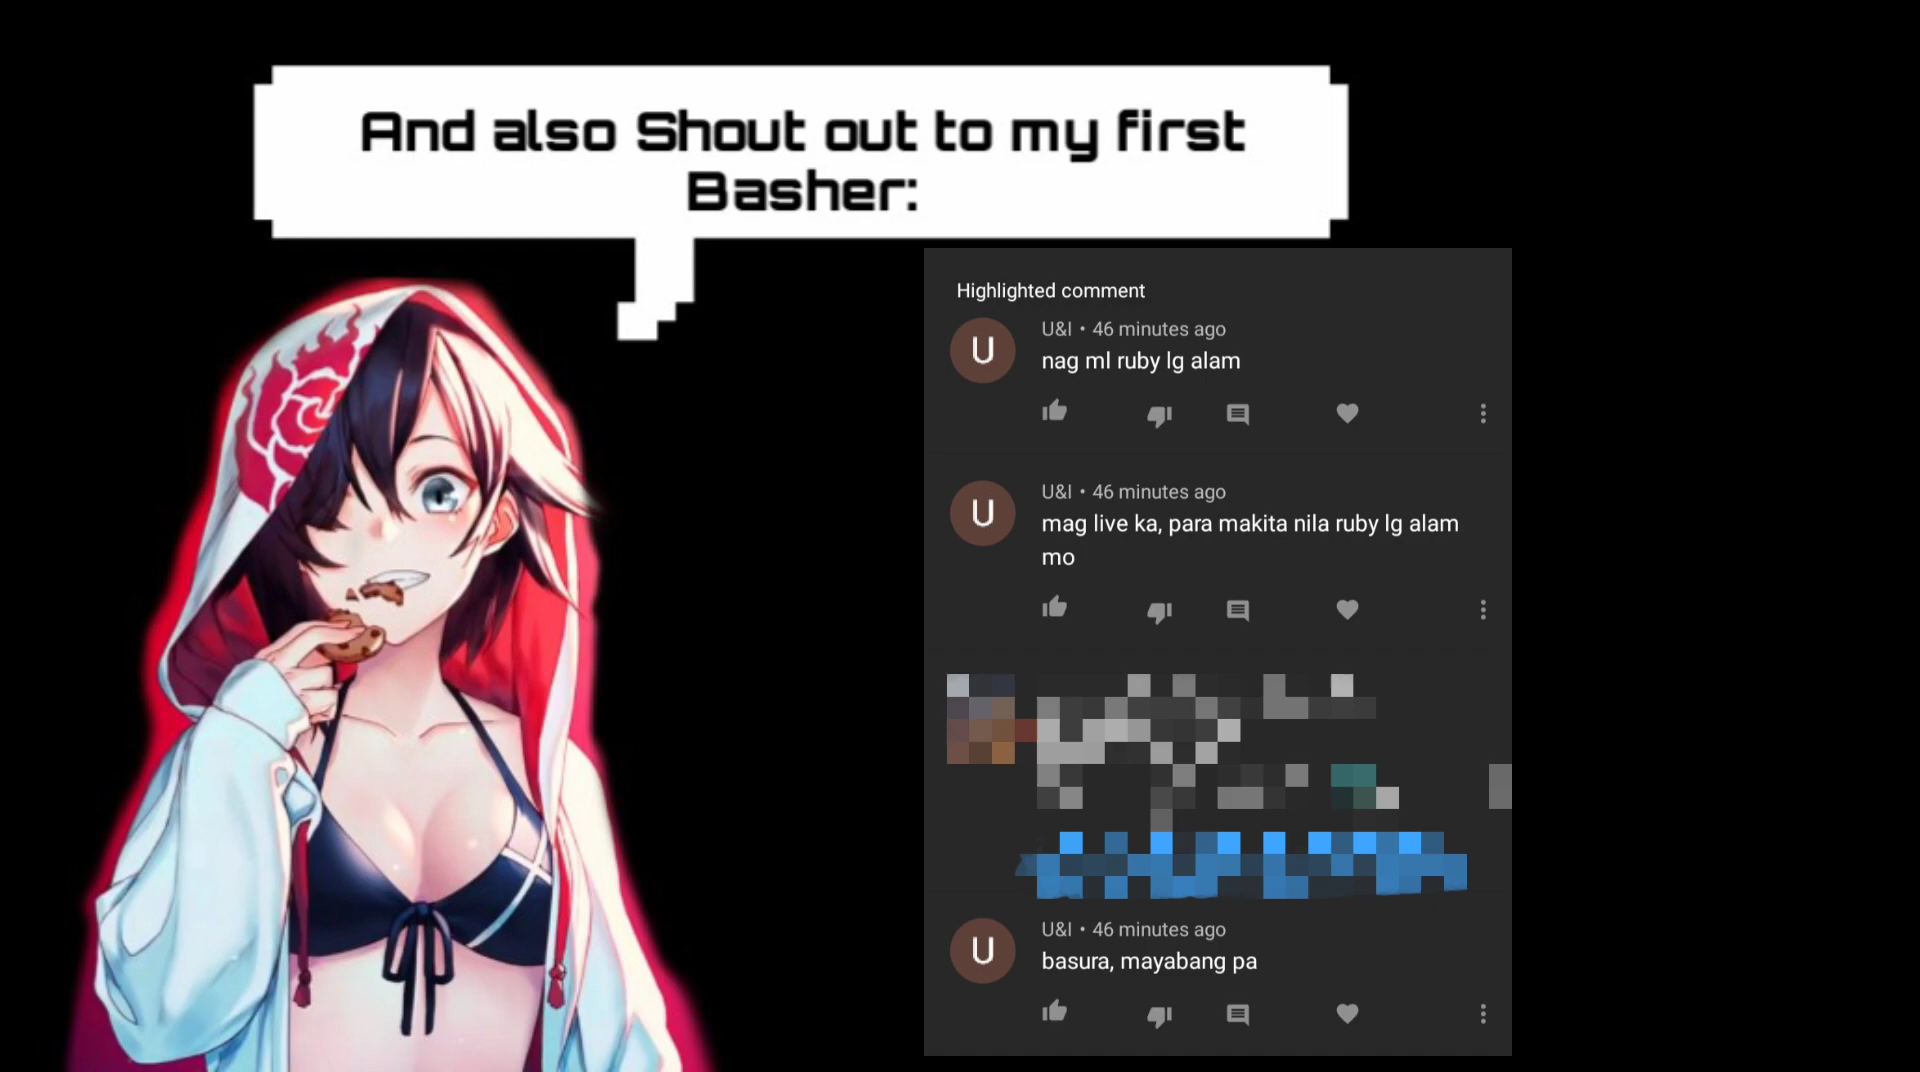 And also Shout out to my first
Basher:
Highlighted comment
U
U&I • 46 minutes ago
nag ml ruby lg alam
U
U&I • 46 minutes ago
mag live ka, para makita nila ruby lg alam
mo
U
U&I • 46 minutes ago
basura, mayabang pa